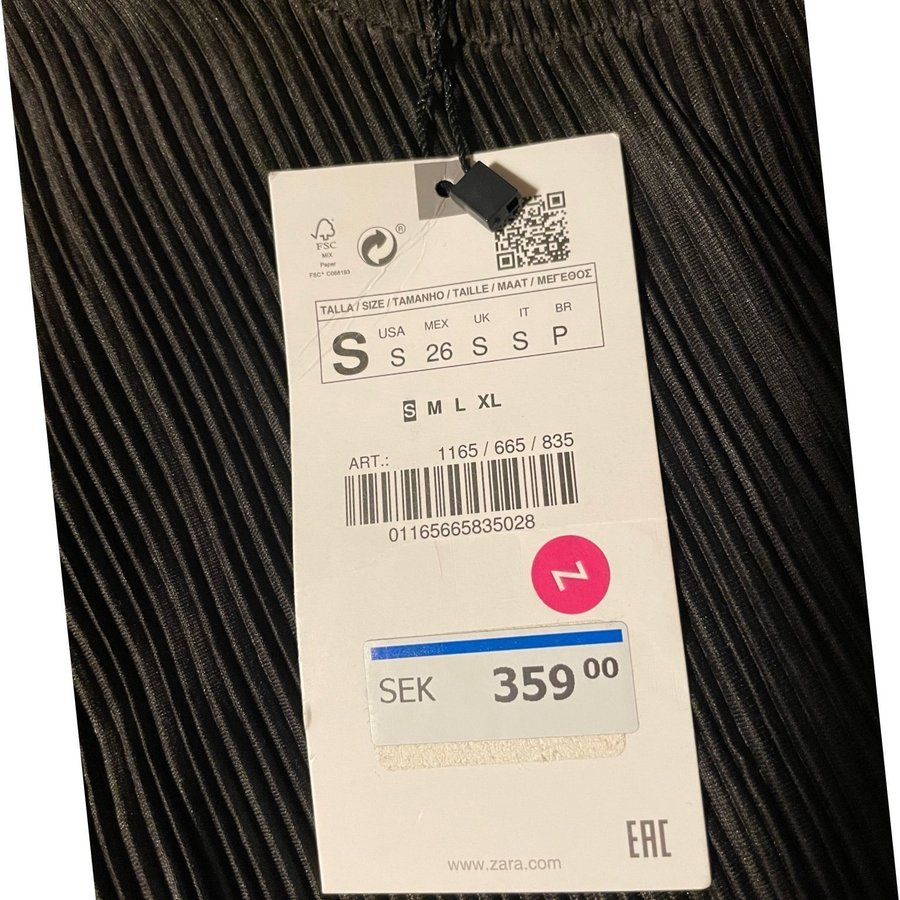 FSC
MIX
Paper
FSC® C088193
®
TALLA / SIZE / TAMANHO / TAILLE / MAAT / ΜΕΓΕΘΟΣ
S
USA MEX UK IT BR
S 26 S S P
S M L XL
ART.: 1165 / 665 / 835
01165665835028
Z
SEK 359 00
EAC
www.zara.com